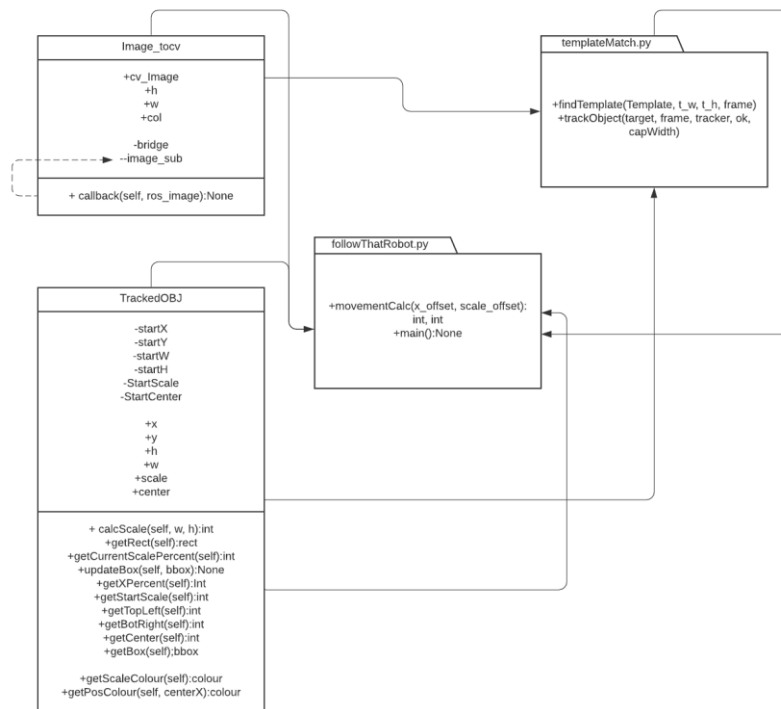 Image_tocv
+cv_Image
+h
+w
+col
-bridge
--image_sub
+ callback(self, ros_image):None
templateMatch.py
+findTemplate(Template, t_w, t_h, frame)
+trackObject(target, frame, tracker, ok,
capWidth)
followThatRobot.py
+movementCalc(x_offset, scale_offset):
int, int
+main():None
TrackedOBJ
-startX
-startY
-startW
-startH
-StartScale
-StartCenter
+x
+y
+h
+w
+scale
+center
+ calcScale(self, w, h):int
+getRect(self):rect
+getCurrentScalePercent(self):int
+updateBox(self, bbox):None
+getXPercent(self):Int
+getStartScale(self):int
+getTopLeft(self):int
+getBotRight(self):int
+getCenter(self):int
+getBox(self);bbox
+getScaleColour(self):colour
+getPosColour(self, centerX):colour